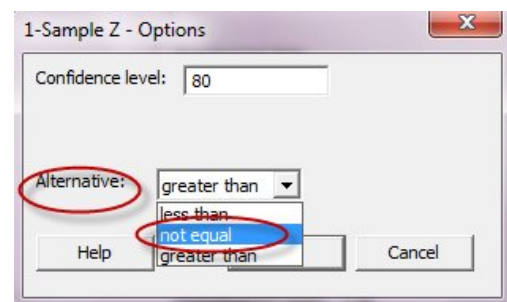 1-Sample Z - Options
Confidence level: 80
Alternative: greater than
less than
not equal
greater than
Help Cancel